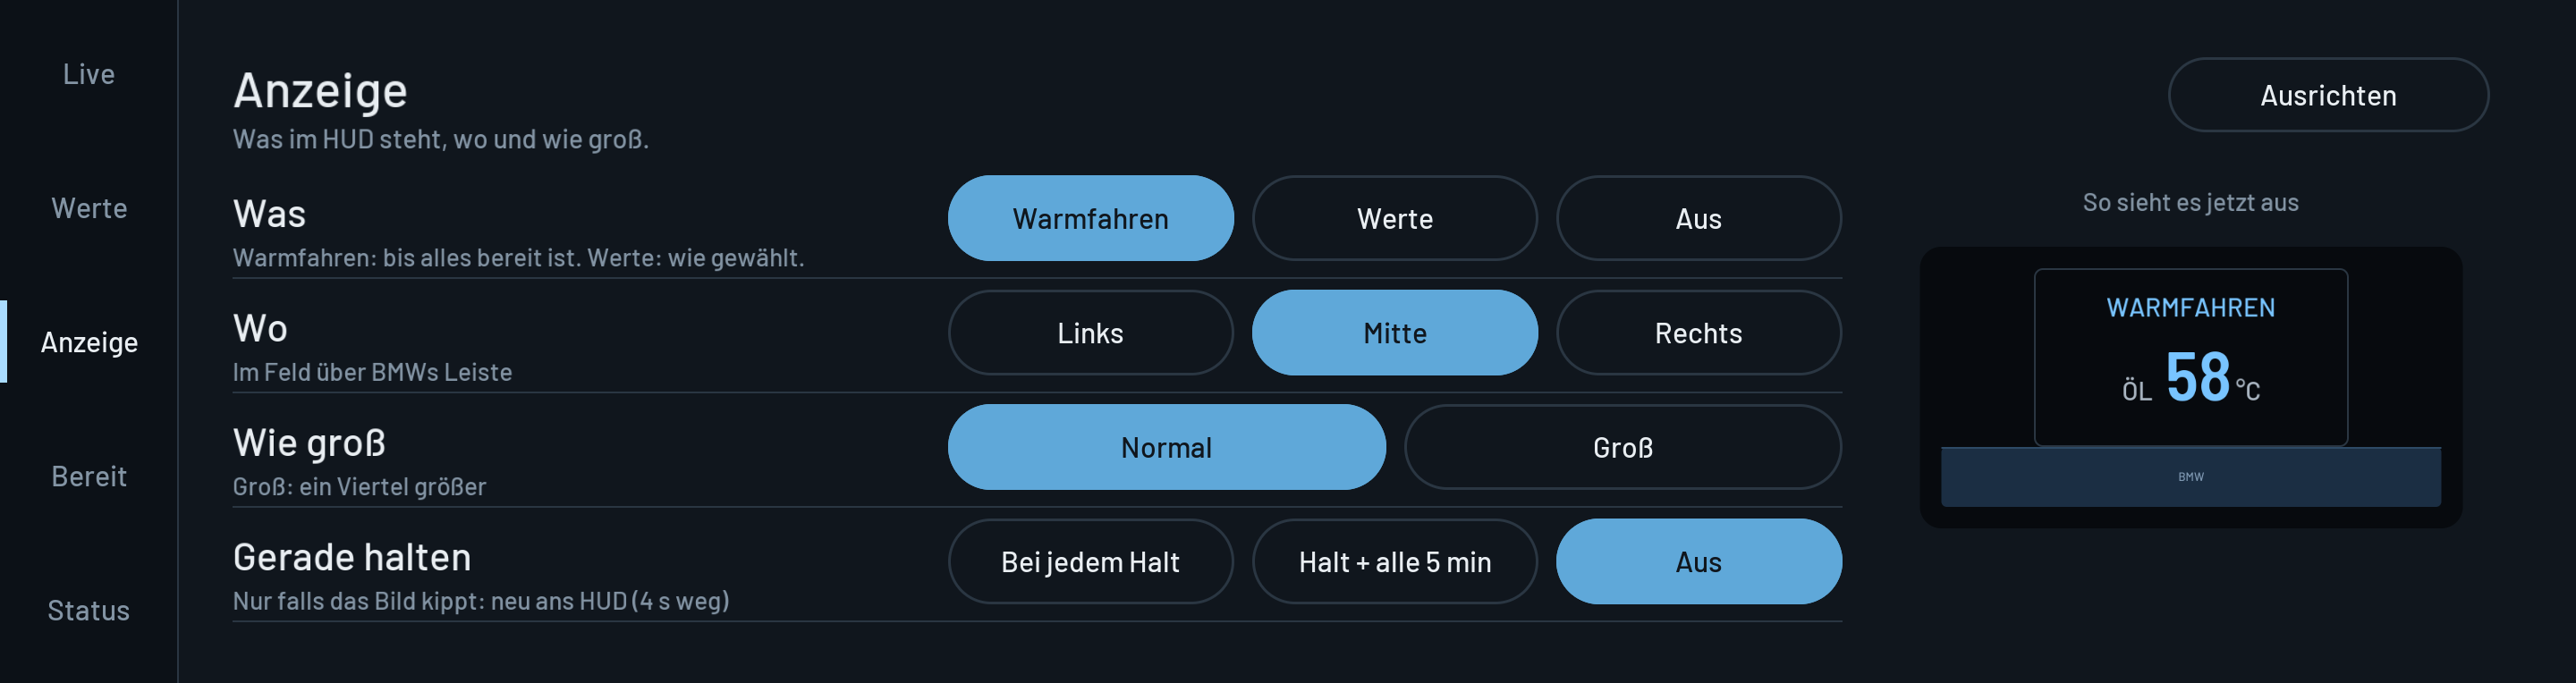 Live
Werte
Anzeige
Bereit
Status
Anzeige
Was im HUD steht, wo und wie groß.
Ausrichten
Was
Warmfahren: bis alles bereit ist. Werte: wie gewählt.
Warmfahren
Werte
Aus
Wo
Im Feld über BMWs Leiste
Links
Mitte
Rechts
Wie groß
Groß: ein Viertel größer
Normal
Groß
Gerade halten
Nur falls das Bild kippt: neu ans HUD (4 s weg)
Bei jedem Halt
Halt + alle 5 min
Aus
So sieht es jetzt aus
WARMFAHREN
ÖL 58 °C
BMW